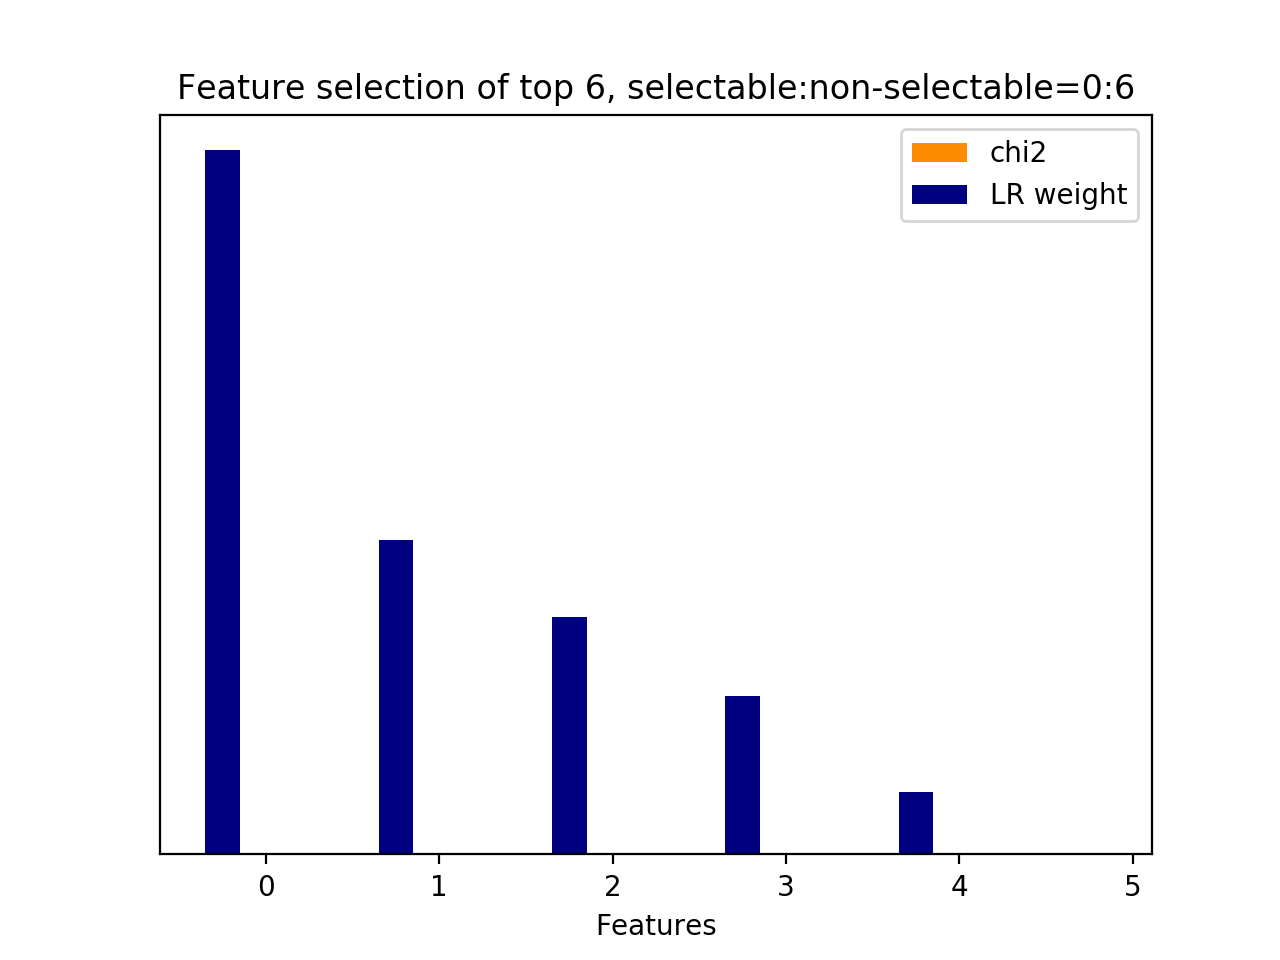 Feature selection of top 6, selectable:non-selectable=0:6
chi2
LR weight
0 1 2 3 4 5
Features